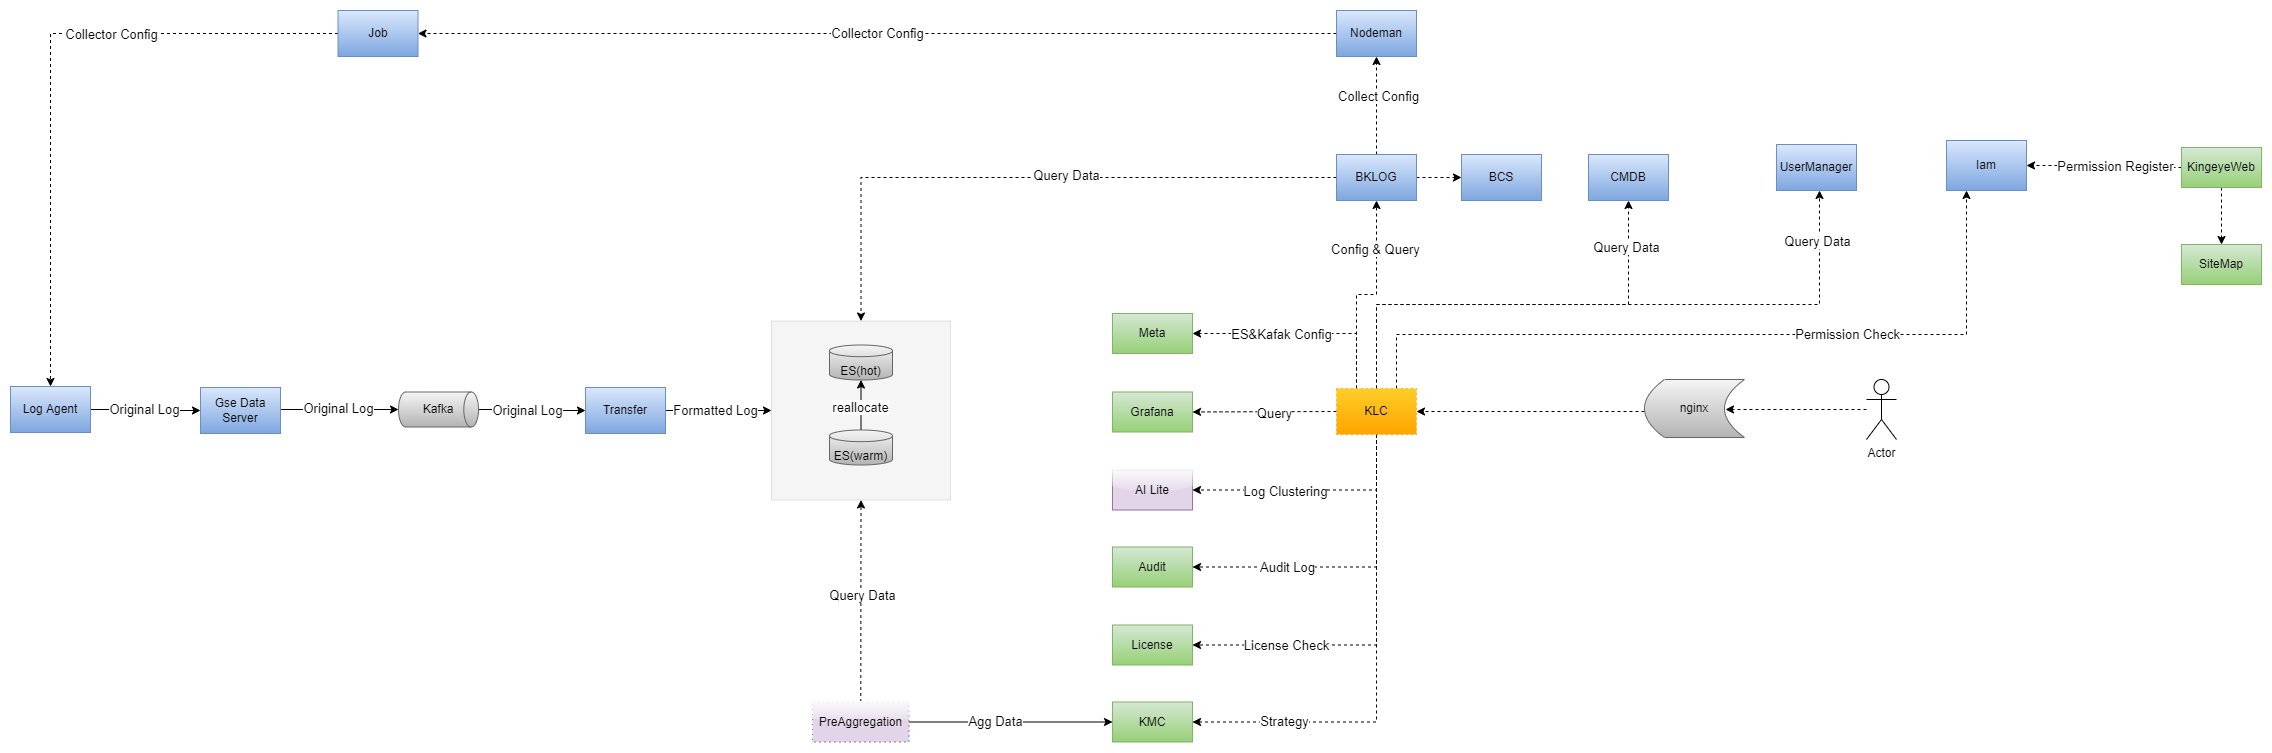 Collector Config
Job
Collector Config
Nodeman
Collect Config
Query Data
BKLOG
BCS
CMDB
UserManager
Iam
Permission Register
KingeyeWeb
Config & Query
Query Data
Query Data
SiteMap
Meta
ES&Kafak Config
Permission Check
ES(hot)
reallocate
ES(warm)
Log Agent
Original Log
Gse Data
Server
Original Log
Kafka
Original Log
Transfer
Formatted Log
Grafana
Query
KLC
nginx
Actor
AI Lite
Log Clustering
Audit
Audit Log
Query Data
License
License Check
PreAggregation
Agg Data
KMC
Strategy